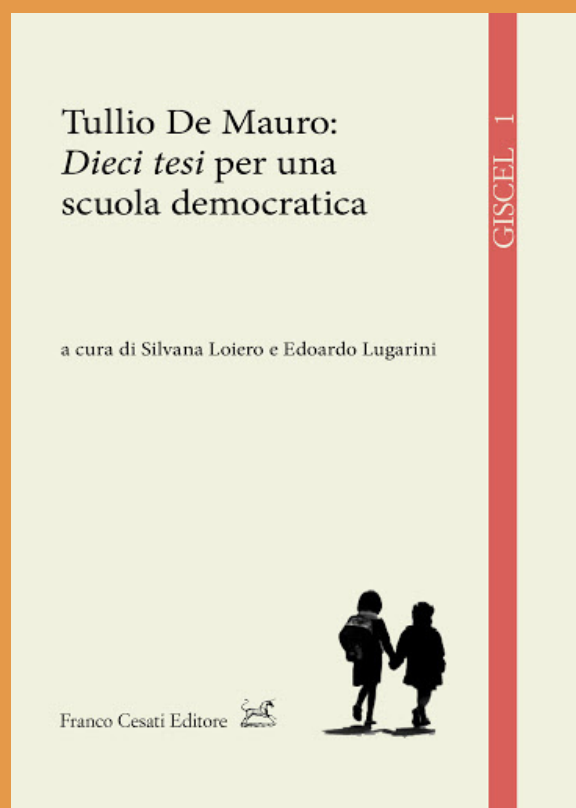 Tullio De Mauro:
Dieci tesi per una
scuola democratica
GISCEL 1
a cura di Silvana Loiero e Edoardo Lugarini
Franco Cesati Editore